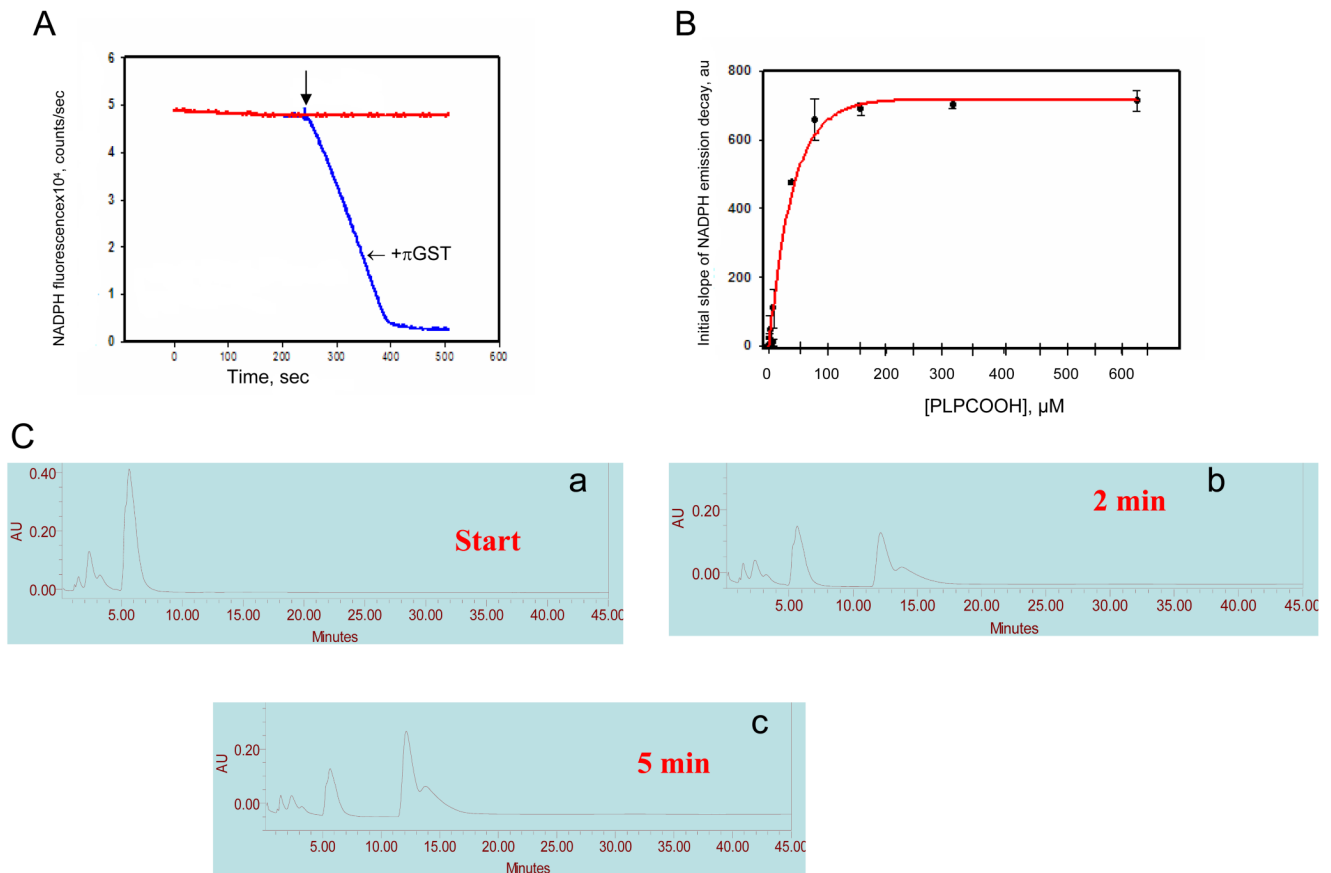 A
NADPH fluorescencex10⁴, counts/sec
6
5
4
3
2
1
0
← +πGST
0 100 200 300 400 500 600
Time, sec
B
Initial slope of NADPH emission decay, au
800
600
400
200
0
0 100 200 300 400 500 600
[PLPCOOH], µM
C
a
AU
0.40
0.20
0.00
Start
5.00 10.00 15.00 20.00 25.00 30.00 35.00 40.00 45.00
Minutes
b
AU
0.20
0.00
2 min
5.00 10.00 15.00 20.00 25.00 30.00 35.00 40.00 45.00
Minutes
c
AU
0.20
0.00
5 min
5.00 10.00 15.00 20.00 25.00 30.00 35.00 40.00 45.00
Minutes